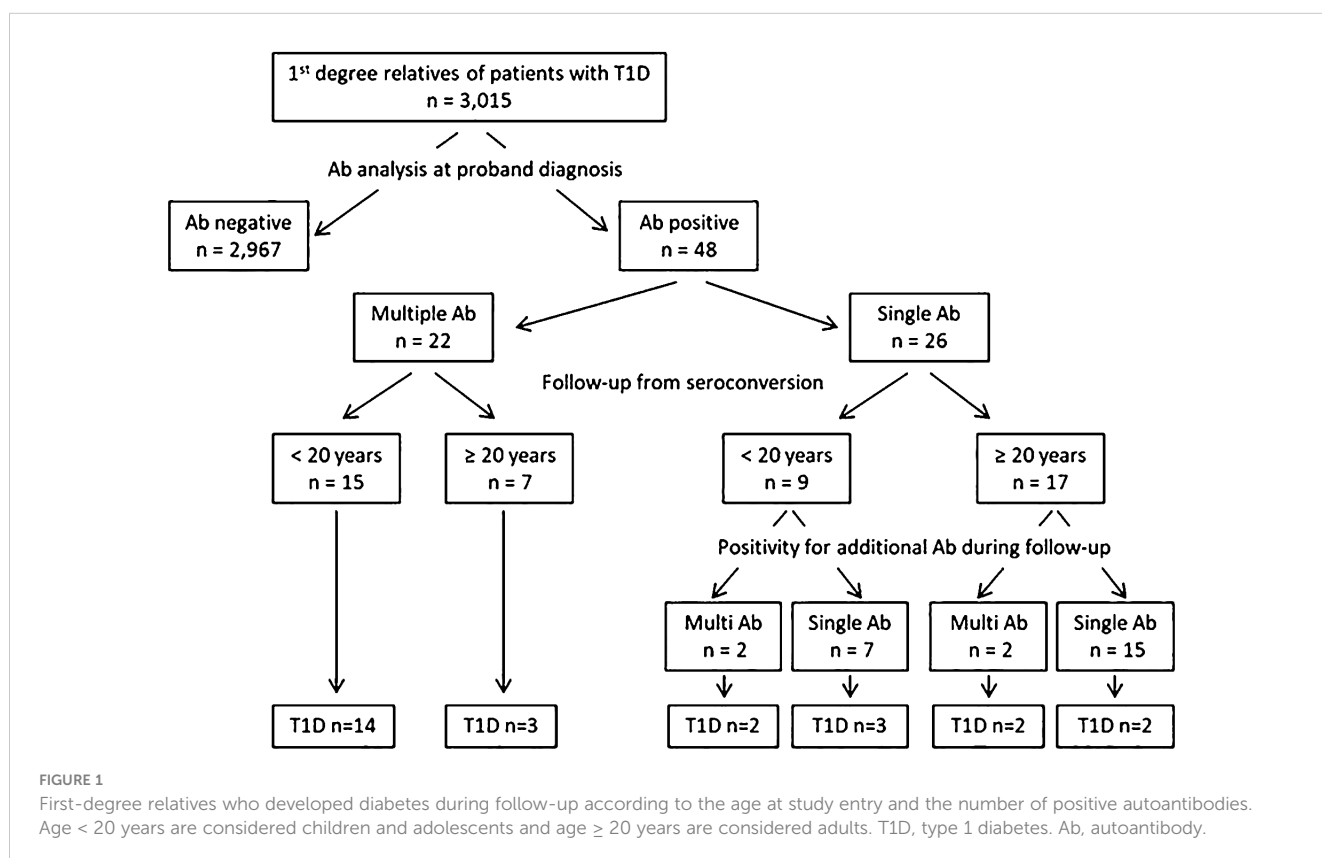 1st degree relatives of patients with T1D
n = 3,015
Ab analysis at proband diagnosis
Ab negative
n = 2,967
Ab positive
n = 48
Multiple Ab
n = 22
Single Ab
n = 26
Follow-up from seroconversion
< 20 years
n = 15
≥ 20 years
n = 7
< 20 years
n = 9
≥ 20 years
n = 17
Positivity for additional Ab during follow-up
Multi Ab
n = 2
Single Ab
n = 7
Multi Ab
n = 2
Single Ab
n = 15
T1D n=14
T1D n=3
T1D n=2
T1D n=3
T1D n=2
T1D n=2
FIGURE 1
First-degree relatives who developed diabetes during follow-up according to the age at study entry and the number of positive autoantibodies.
Age < 20 years are considered children and adolescents and age ≥ 20 years are considered adults. T1D, type 1 diabetes. Ab, autoantibody.